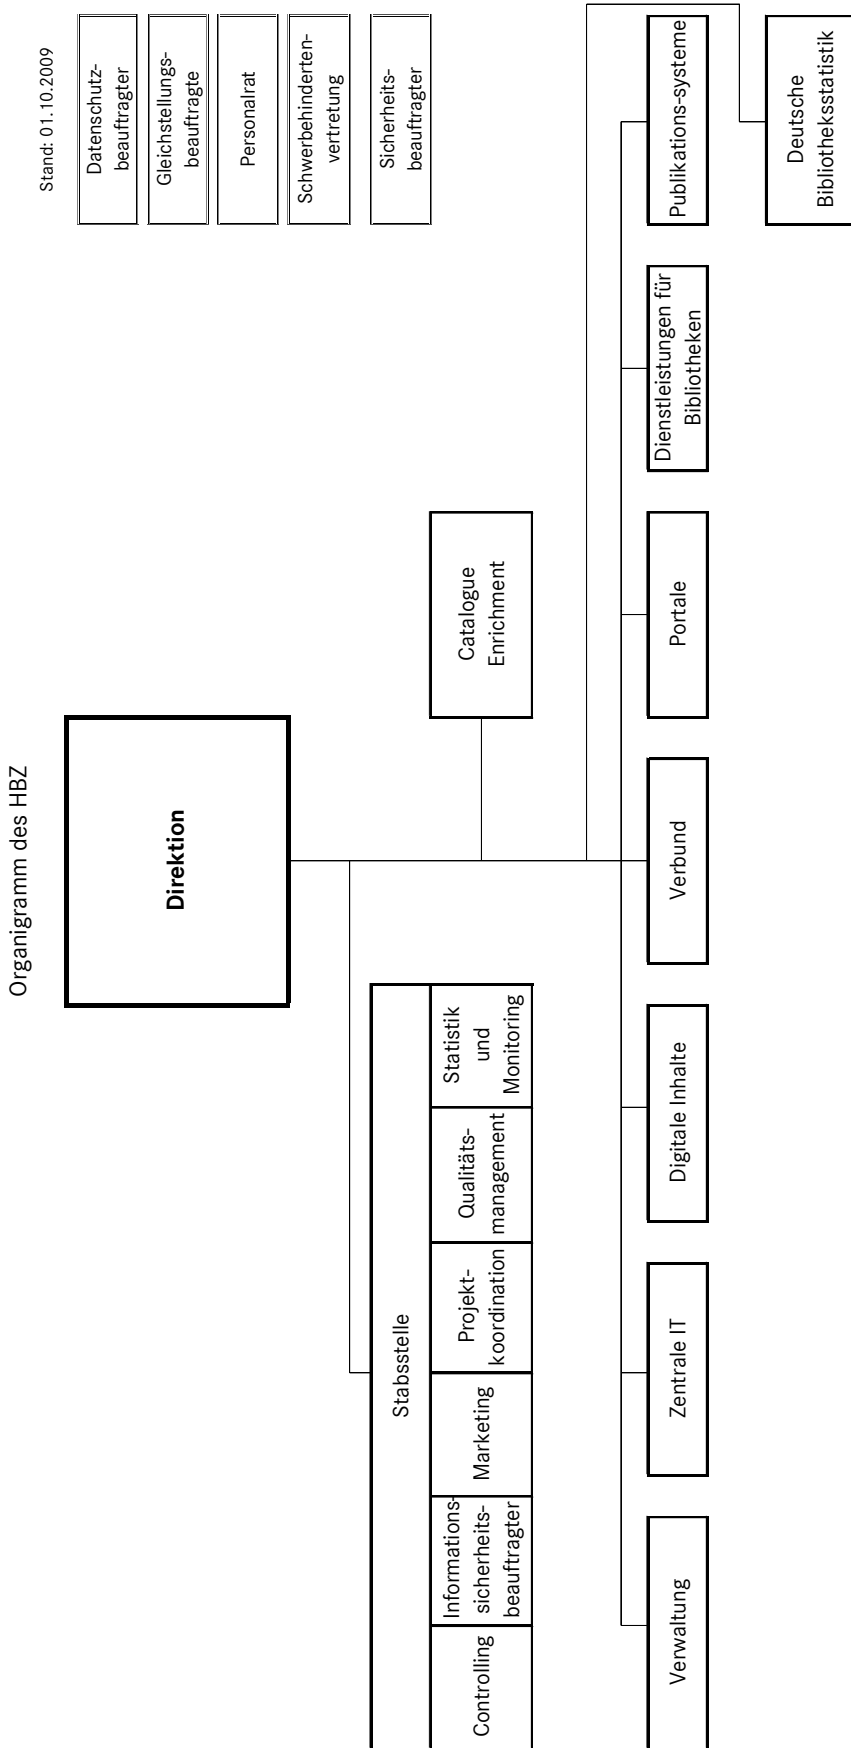 Organigramm des HBZ
Stand: 01.10.2009
Direktion
Datenschutz-
beauftragter
Gleichstellungs-
beauftragte
Personalrat
Schwerbehinderten-
vertretung
Sicherheits-
beauftragter
Stabsstelle
Controlling
Informations-
sicherheits-
beauftragter
Marketing
Projekt-
koordination
Qualitäts-
management
Statistik
und
Monitoring
Catalogue
Enrichment
Verwaltung
Zentrale IT
Digitale Inhalte
Verbund
Portale
Dienstleistungen für
Bibliotheken
Publikations-systeme
Deutsche
Bibliotheksstatistik